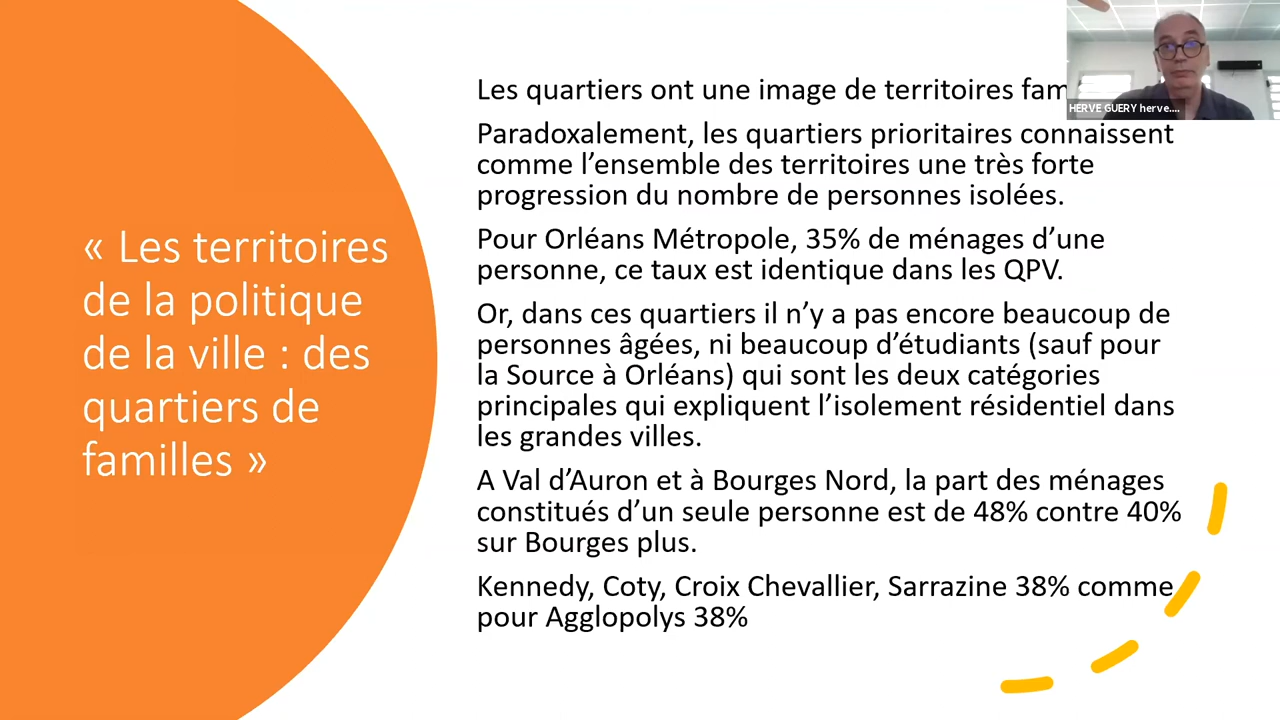 « Les territoires
de la politique
de la ville : des
quartiers de
familles »
Les quartiers ont une image de territoires
Paradoxalement, les quartiers prioritaires connaissent
comme l’ensemble des territoires une très forte
progression du nombre de personnes isolées.
Pour Orléans Métropole, 35% de ménages d’une
personne, ce taux est identique dans les QPV.
Or, dans ces quartiers il n’y a pas encore beaucoup de
personnes âgées, ni beaucoup d’étudiants (sauf pour
la Source à Orléans) qui sont les deux catégories
principales qui expliquent l’isolement résidentiel dans
les grandes villes.
A Val d’Auron et à Bourges Nord, la part des ménages
constitués d’un seule personne est de 48% contre 40%
sur Bourges plus.
Kennedy, Coty, Croix Chevallier, Sarrazine 38% comme
pour Agglopolys 38%
HERVE GUERY herve....